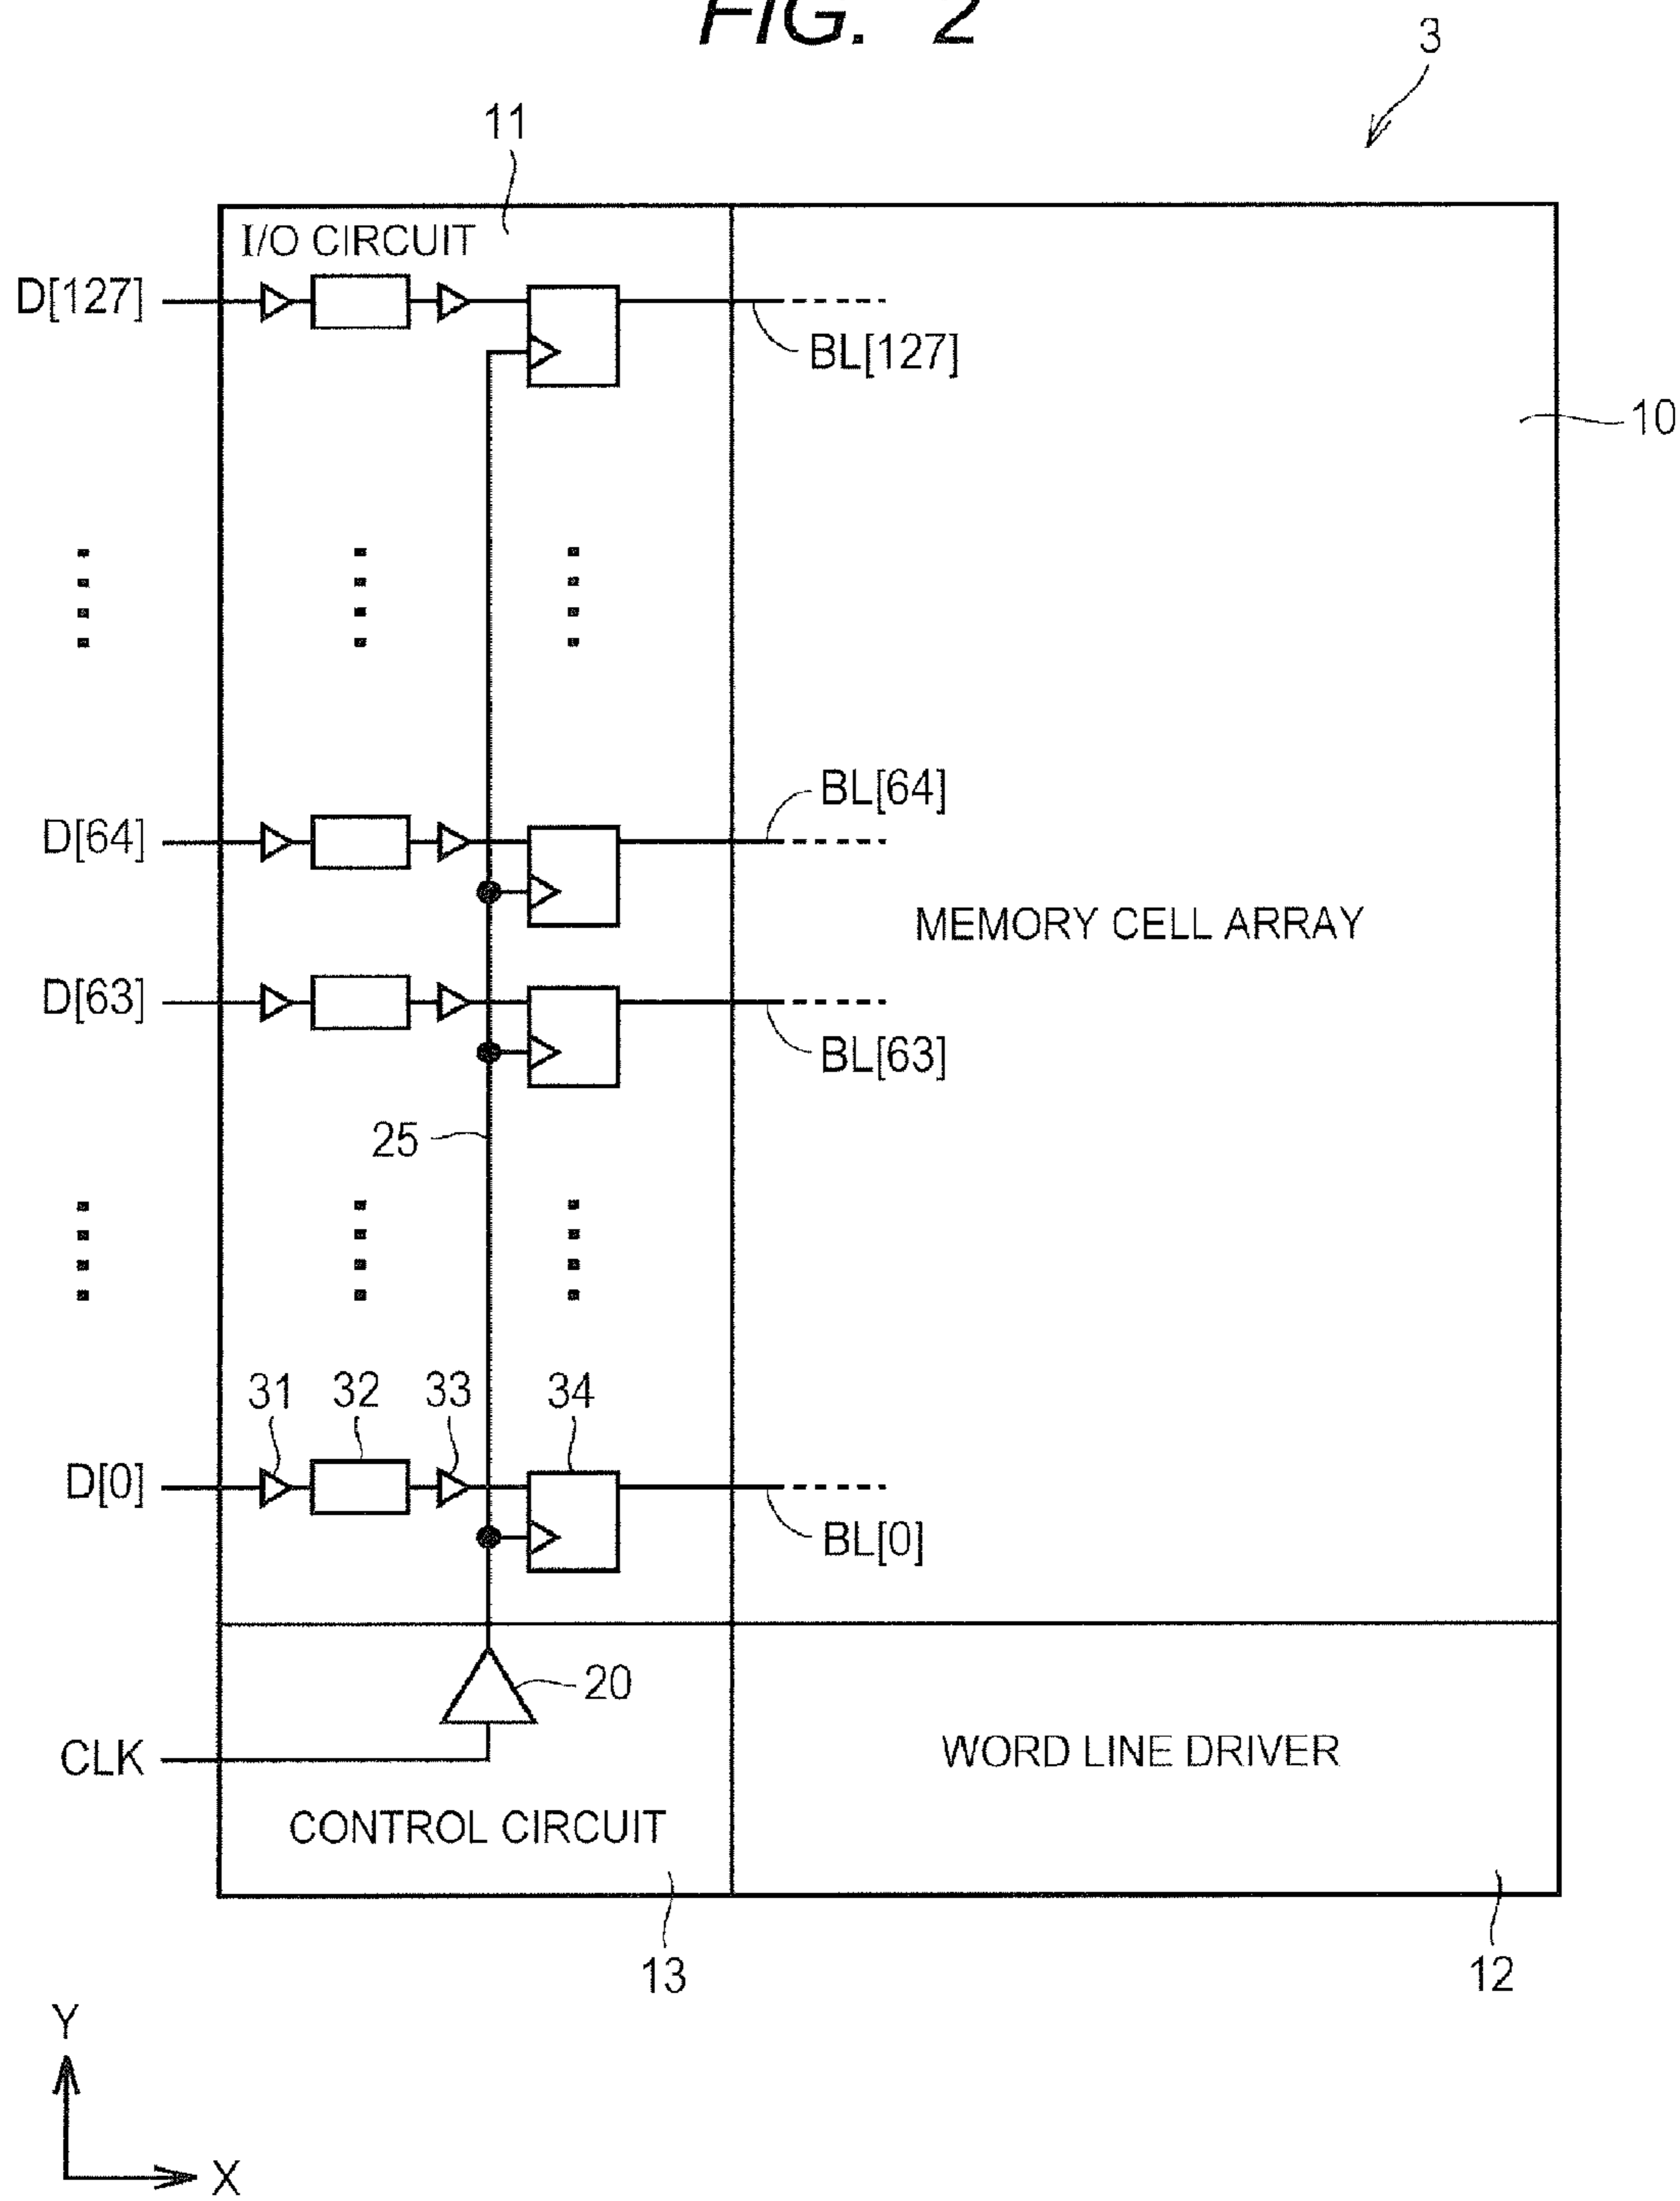 FIG. 2
3
11
I/O CIRCUIT
D[127]
BL[127]
10
D[64]
BL[64]
MEMORY CELL ARRAY
D[63]
BL[63]
25
31 32 33 34
D[0]
BL[0]
20
CLK
WORD LINE DRIVER
CONTROL CIRCUIT
13
12
Y
X